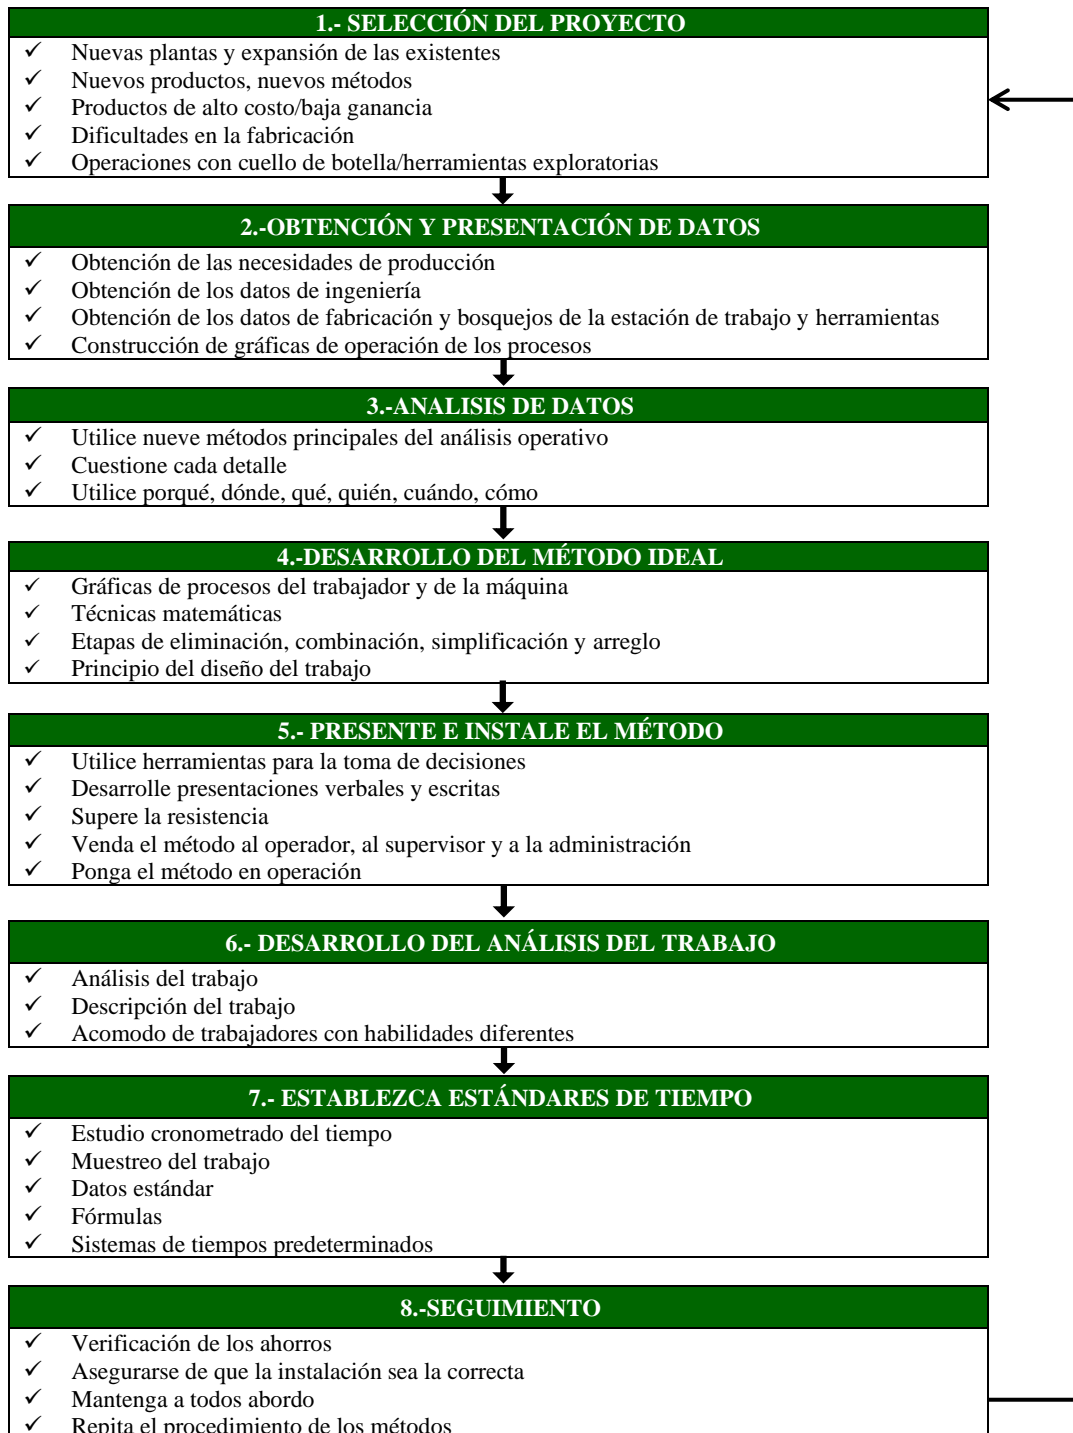 1.- SELECCIÓN DEL PROYECTO
✓ Nuevas plantas y expansión de las existentes
✓ Nuevos productos, nuevos métodos
✓ Productos de alto costo/baja ganancia
✓ Dificultades en la fabricación
✓ Operaciones con cuello de botella/herramientas exploratorias
2.-OBTENCIÓN Y PRESENTACIÓN DE DATOS
✓ Obtención de las necesidades de producción
✓ Obtención de los datos de ingeniería
✓ Obtención de los datos de fabricación y bosquejos de la estación de trabajo y herramientas
✓ Construcción de gráficas de operación de los procesos
3.-ANALISIS DE DATOS
✓ Utilice nueve métodos principales del análisis operativo
✓ Cuestione cada detalle
✓ Utilice porqué, dónde, qué, quién, cuándo, cómo
4.-DESARROLLO DEL MÉTODO IDEAL
✓ Gráficas de procesos del trabajador y de la máquina
✓ Técnicas matemáticas
✓ Etapas de eliminación, combinación, simplificación y arreglo
✓ Principio del diseño del trabajo
5.- PRESENTE E INSTALE EL MÉTODO
✓ Utilice herramientas para la toma de decisiones
✓ Desarrolle presentaciones verbales y escritas
✓ Supere la resistencia
✓ Venda el método al operador, al supervisor y a la administración
✓ Ponga el método en operación
6.- DESARROLLO DEL ANÁLISIS DEL TRABAJO
✓ Análisis del trabajo
✓ Descripción del trabajo
✓ Acomodo de trabajadores con habilidades diferentes
7.- ESTABLEZCA ESTÁNDARES DE TIEMPO
✓ Estudio cronometrado del tiempo
✓ Muestreo del trabajo
✓ Datos estándar
✓ Fórmulas
✓ Sistemas de tiempos predeterminados
8.-SEGUIMIENTO
✓ Verificación de los ahorros
✓ Asegurarse de que la instalación sea la correcta
✓ Mantenga a todos abordo
✓ Repita el procedimiento de los métodos